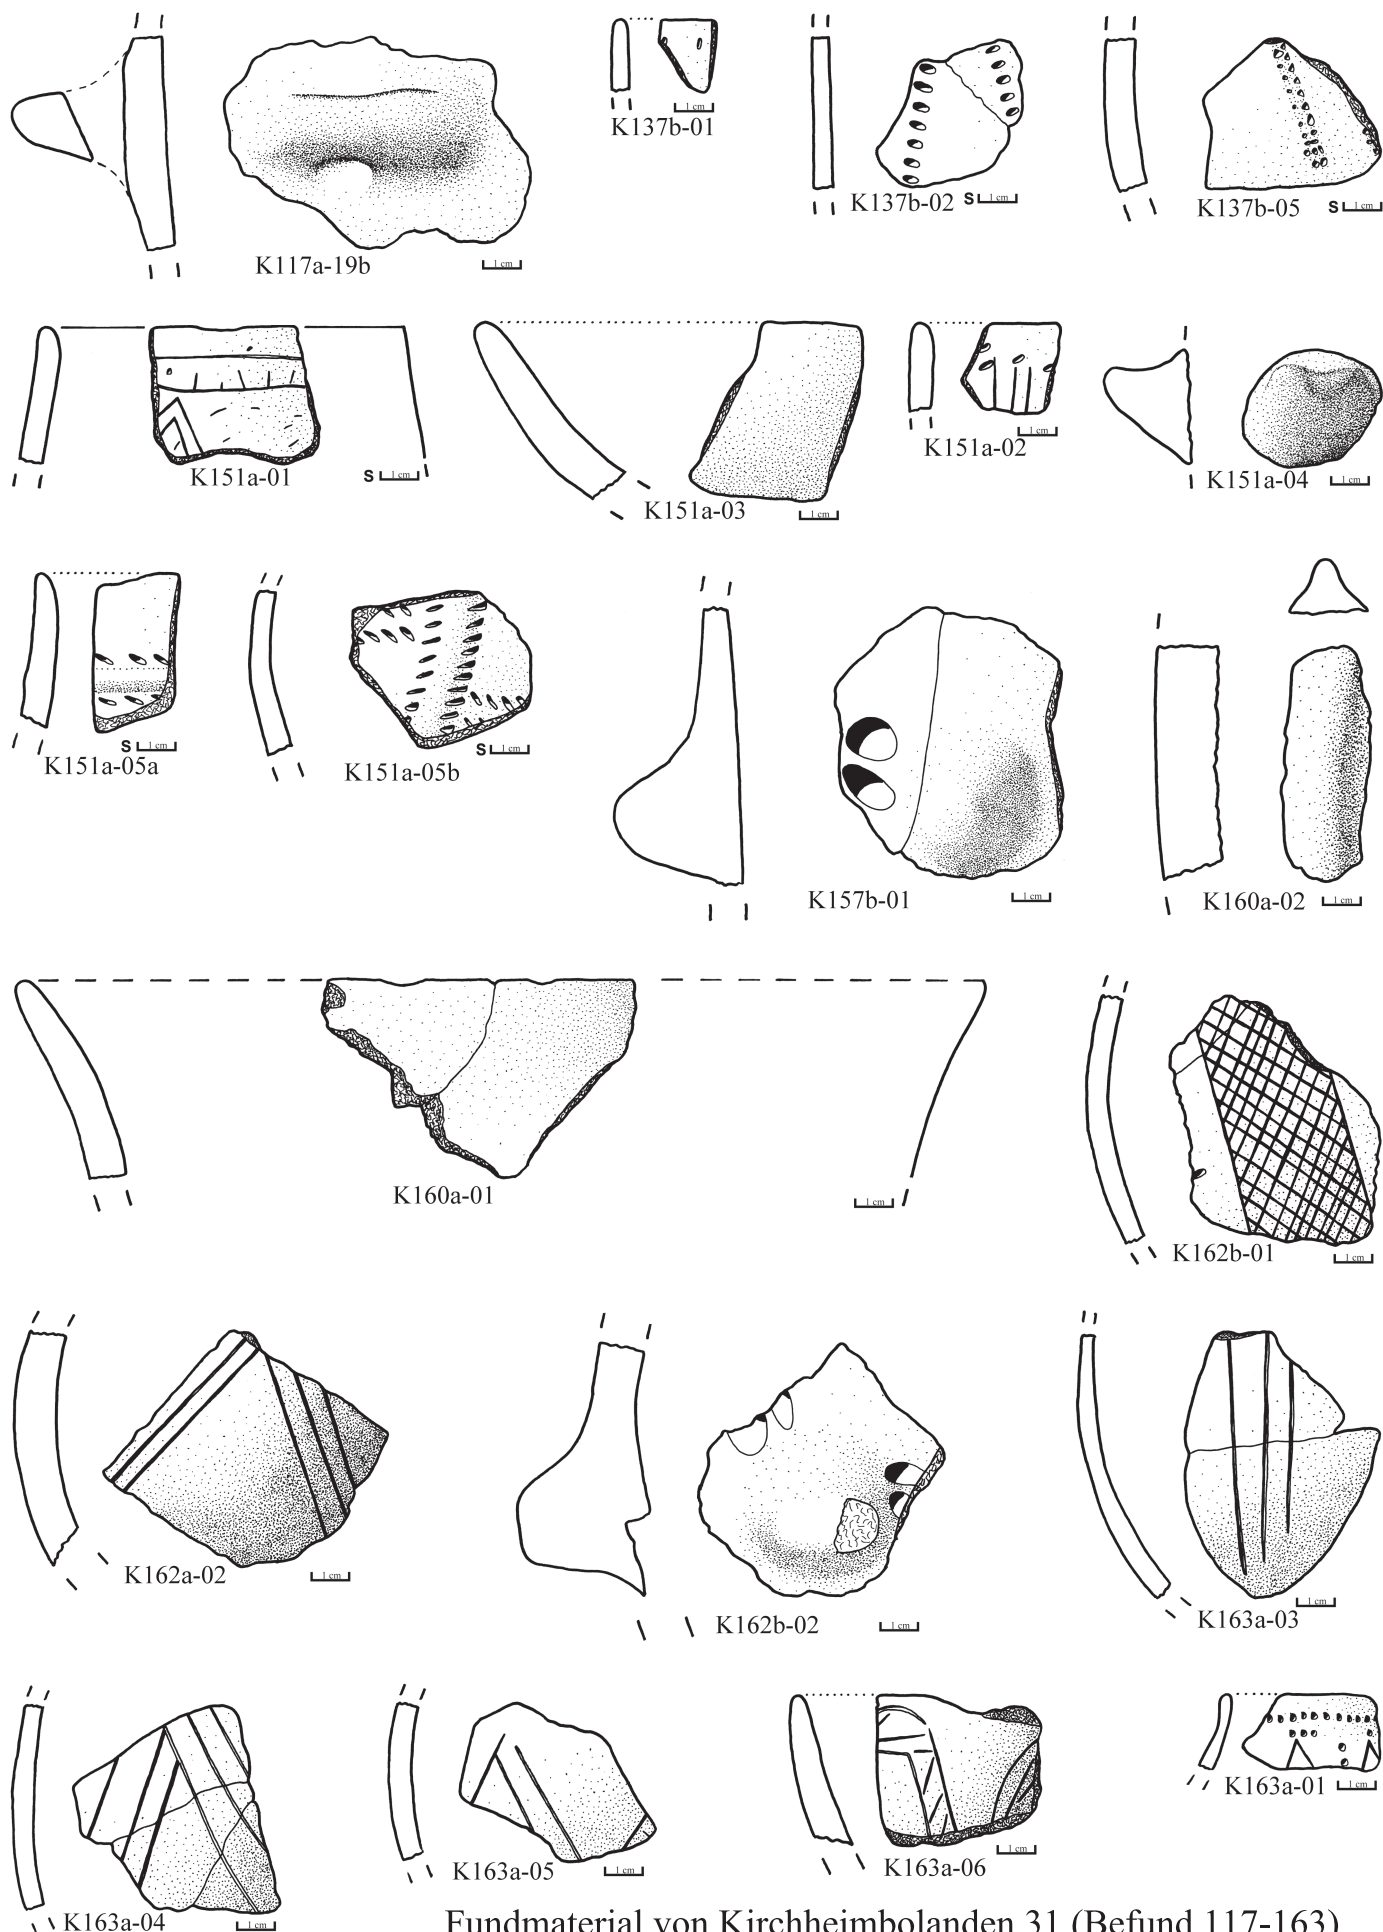 K117a-19b
1 cm
K137b-01
1 cm
K137b-02
S 1 cm
K137b-05
S 1 cm
K151a-01
S 1 cm
K151a-03
1 cm
K151a-02
1 cm
K151a-04
1 cm
K151a-05a
S 1 cm
K151a-05b
S 1 cm
K157b-01
1 cm
K160a-02
1 cm
K160a-01
1 cm
K162b-01
1 cm
K162a-02
1 cm
K162b-02
1 cm
K163a-03
1 cm
K163a-04
1 cm
K163a-05
1 cm
K163a-06
1 cm
K163a-01
1 cm
Fundmaterial von Kirchheimbolanden 31 (Befund 117-163)